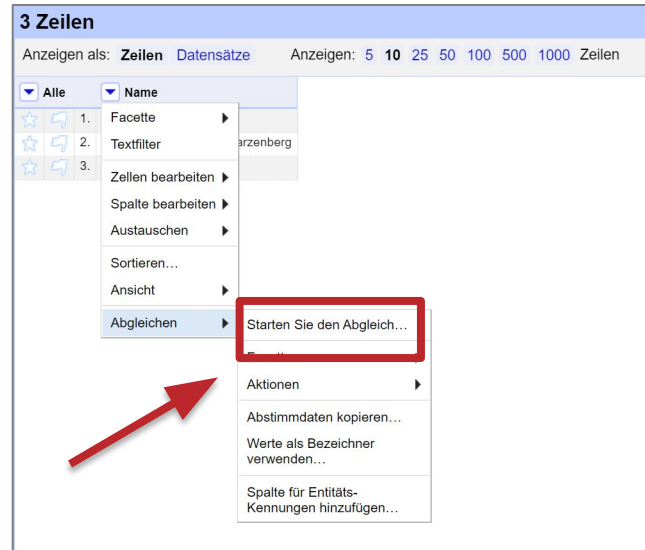 3 Zeilen
Anzeigen als: Zeilen Datensätze Anzeigen: 5 10 25 50 100 500 1000 Zeilen
Alle Name
1.
2.
3.
Facette
Textfilter
Zellen bearbeiten
Spalte bearbeiten
Austauschen
Sortieren…
Ansicht
Abgleichen
Starten Sie den Abgleich…
Aktionen
Abstimmdaten kopieren…
Werte als Bezeichner
verwenden…
Spalte für Entitäts-
Kennungen hinzufügen…